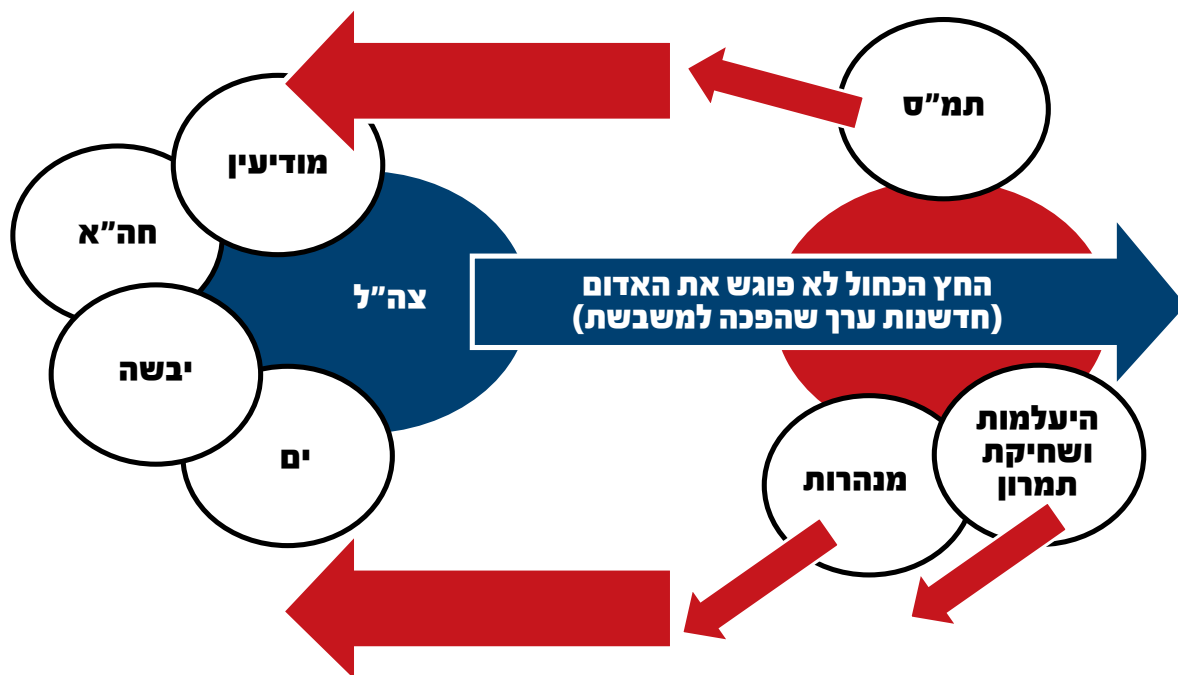 תמ"ס
מודיעין
חה"א
צה"ל
החץ הכחול לא פוגש את האדום
(חדשנות ערך שהפכה למשבשת)
יבשה
ים
היעלמות
ושחיקת
תמרון
מנהרות